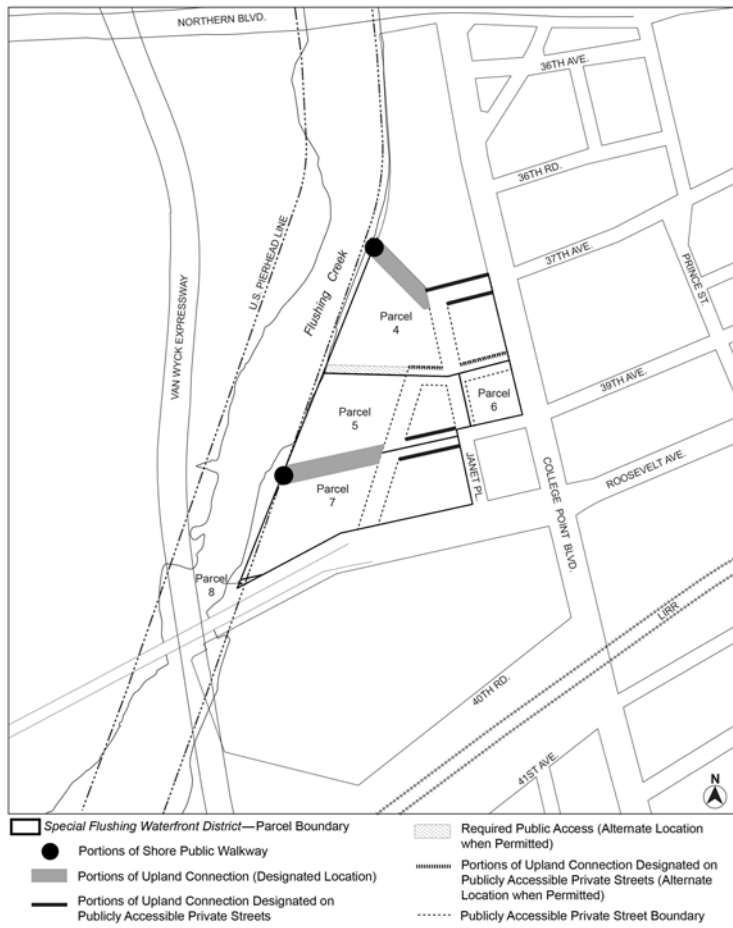 NORTHERN BLVD.
36TH AVE.
36TH RD.
37TH AVE.
PRINCE ST.
U.S. PIERHEAD LINE
Flushing Creek
VAN WYCK EXPRESSWAY
Parcel
4
39TH AVE.
Parcel
6
Parcel
5
ROOSEVELT AVE.
JANET PL.
COLLEGE POINT BLVD.
Parcel
7
Parcel
8
LIRR
40TH RD.
41ST AVE.
N
Special Flushing Waterfront District—Parcel Boundary
Portions of Shore Public Walkway
Portions of Upland Connection (Designated Location)
Portions of Upland Connection Designated on
Publicly Accessible Private Streets
Required Public Access (Alternate Location
when Permitted)
Portions of Upland Connection Designated on
Publicly Accessible Private Streets (Alternate
Location when Permitted)
Publicly Accessible Private Street Boundary